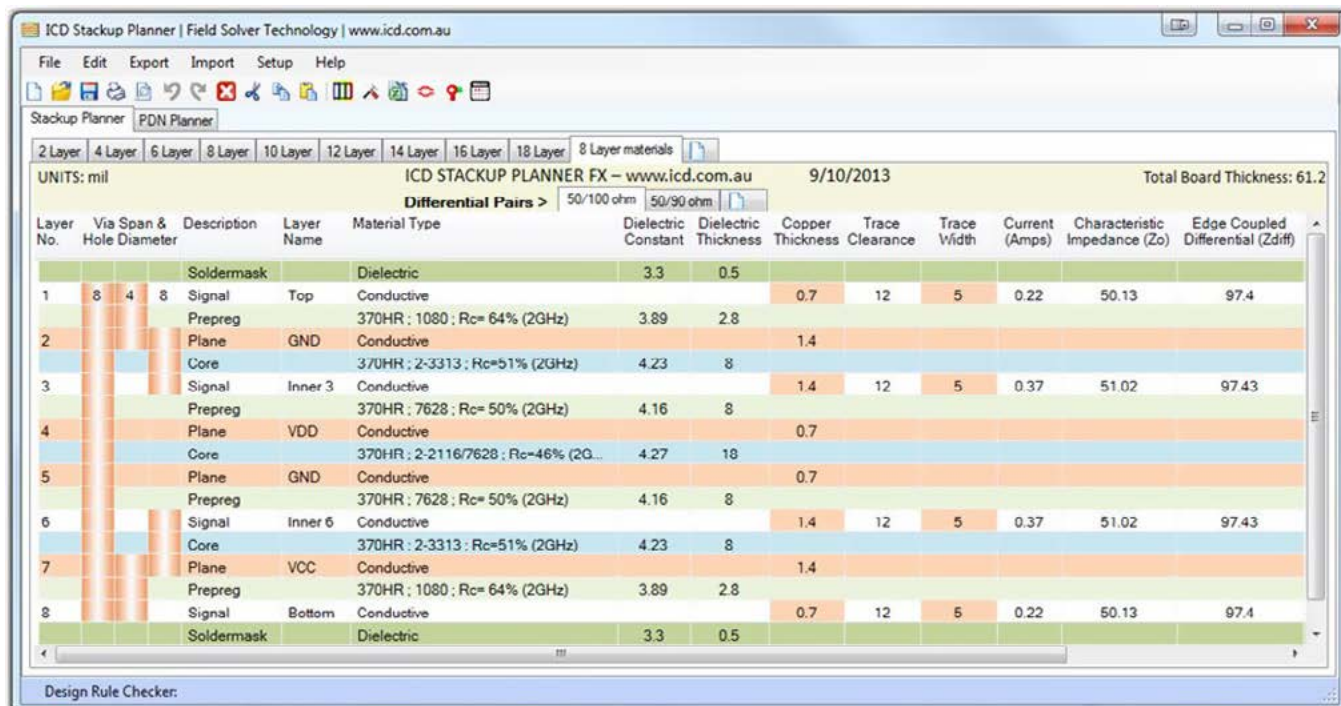 ICD Stackup Planner | Field Solver Technology | www.icd.com.au
File Edit Export Import Setup Help
Stackup Planner PDN Planner
2 Layer 4 Layer 6 Layer 8 Layer 10 Layer 12 Layer 14 Layer 16 Layer 18 Layer 8 Layer materials
UNITS: mil ICD STACKUP PLANNER FX – www.icd.com.au 9/10/2013 Total Board Thickness: 61.2
Differential Pairs > 50/100 ohm 50/90 ohm
Layer Via Span & Description Layer Material Type Dielectric Dielectric Copper Trace Trace Current Characteristic Edge Coupled
No. Hole Diameter Name Constant Thickness Thickness Clearance Width (Amps) Impedance (Zo) Differential (Zdiff)
Soldermask Dielectric 3.3 0.5
1 8 4 8 Signal Top Conductive 0.7 12 5 0.22 50.13 97.4
Prepreg 370HR ; 1080 ; Rc= 64% (2GHz) 3.89 2.8
2 Plane GND Conductive 1.4
Core 370HR ; 2-3313 ; Rc=51% (2GHz) 4.23 8
3 Signal Inner 3 Conductive 1.4 12 5 0.37 51.02 97.43
Prepreg 370HR ; 7628 ; Rc= 50% (2GHz) 4.16 8
4 Plane VDD Conductive 0.7
Core 370HR ; 2-2116/7628 ; Rc=46% (2G... 4.27 18
5 Plane GND Conductive 0.7
Prepreg 370HR ; 7628 ; Rc= 50% (2GHz) 4.16 8
6 Signal Inner 6 Conductive 1.4 12 5 0.37 51.02 97.43
Core 370HR ; 2-3313 ; Rc=51% (2GHz) 4.23 8
7 Plane VCC Conductive 1.4
Prepreg 370HR ; 1080 ; Rc= 64% (2GHz) 3.89 2.8
8 Signal Bottom Conductive 0.7 12 5 0.22 50.13 97.4
Soldermask Dielectric 3.3 0.5
Design Rule Checker: